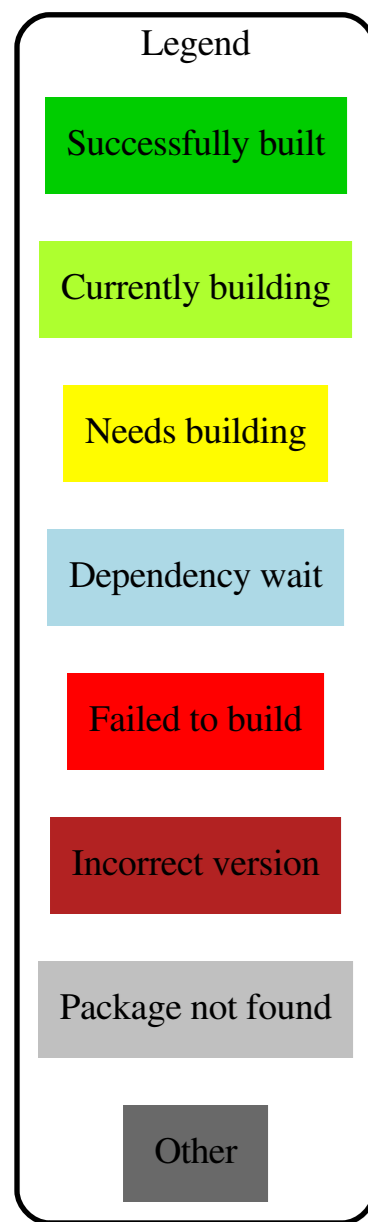 Legend
Successfully built
Currently building
Needs building
Dependency wait
Failed to build
Incorrect version
Package not found
Other